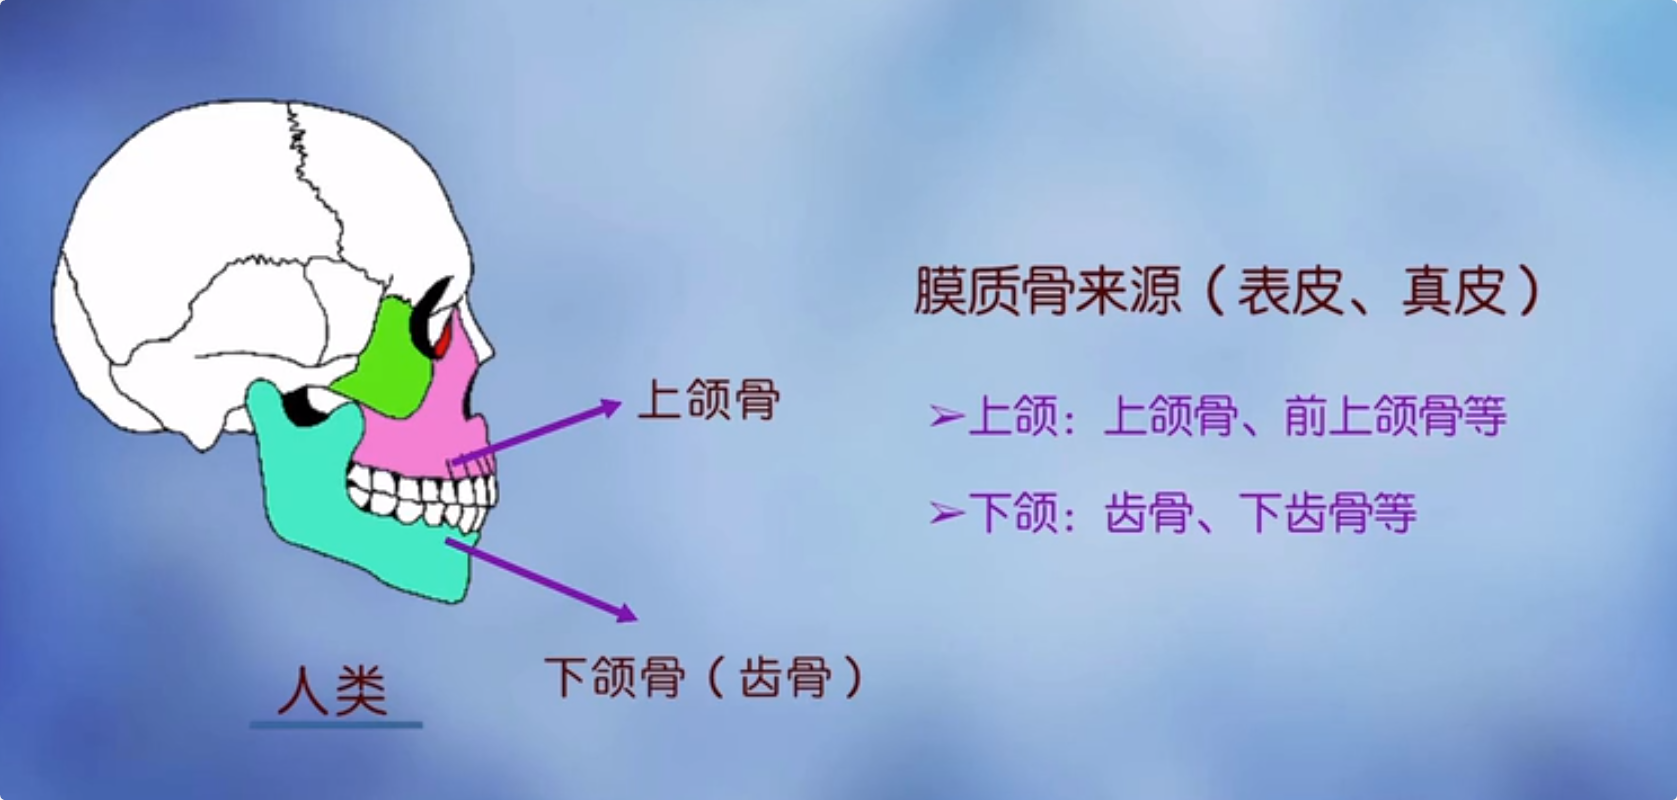 膜质骨来源（表皮、真皮）
上颌骨
➢上颌：上颌骨、前上颌骨等
➢下颌：齿骨、下齿骨等
下颌骨（齿骨）
人类